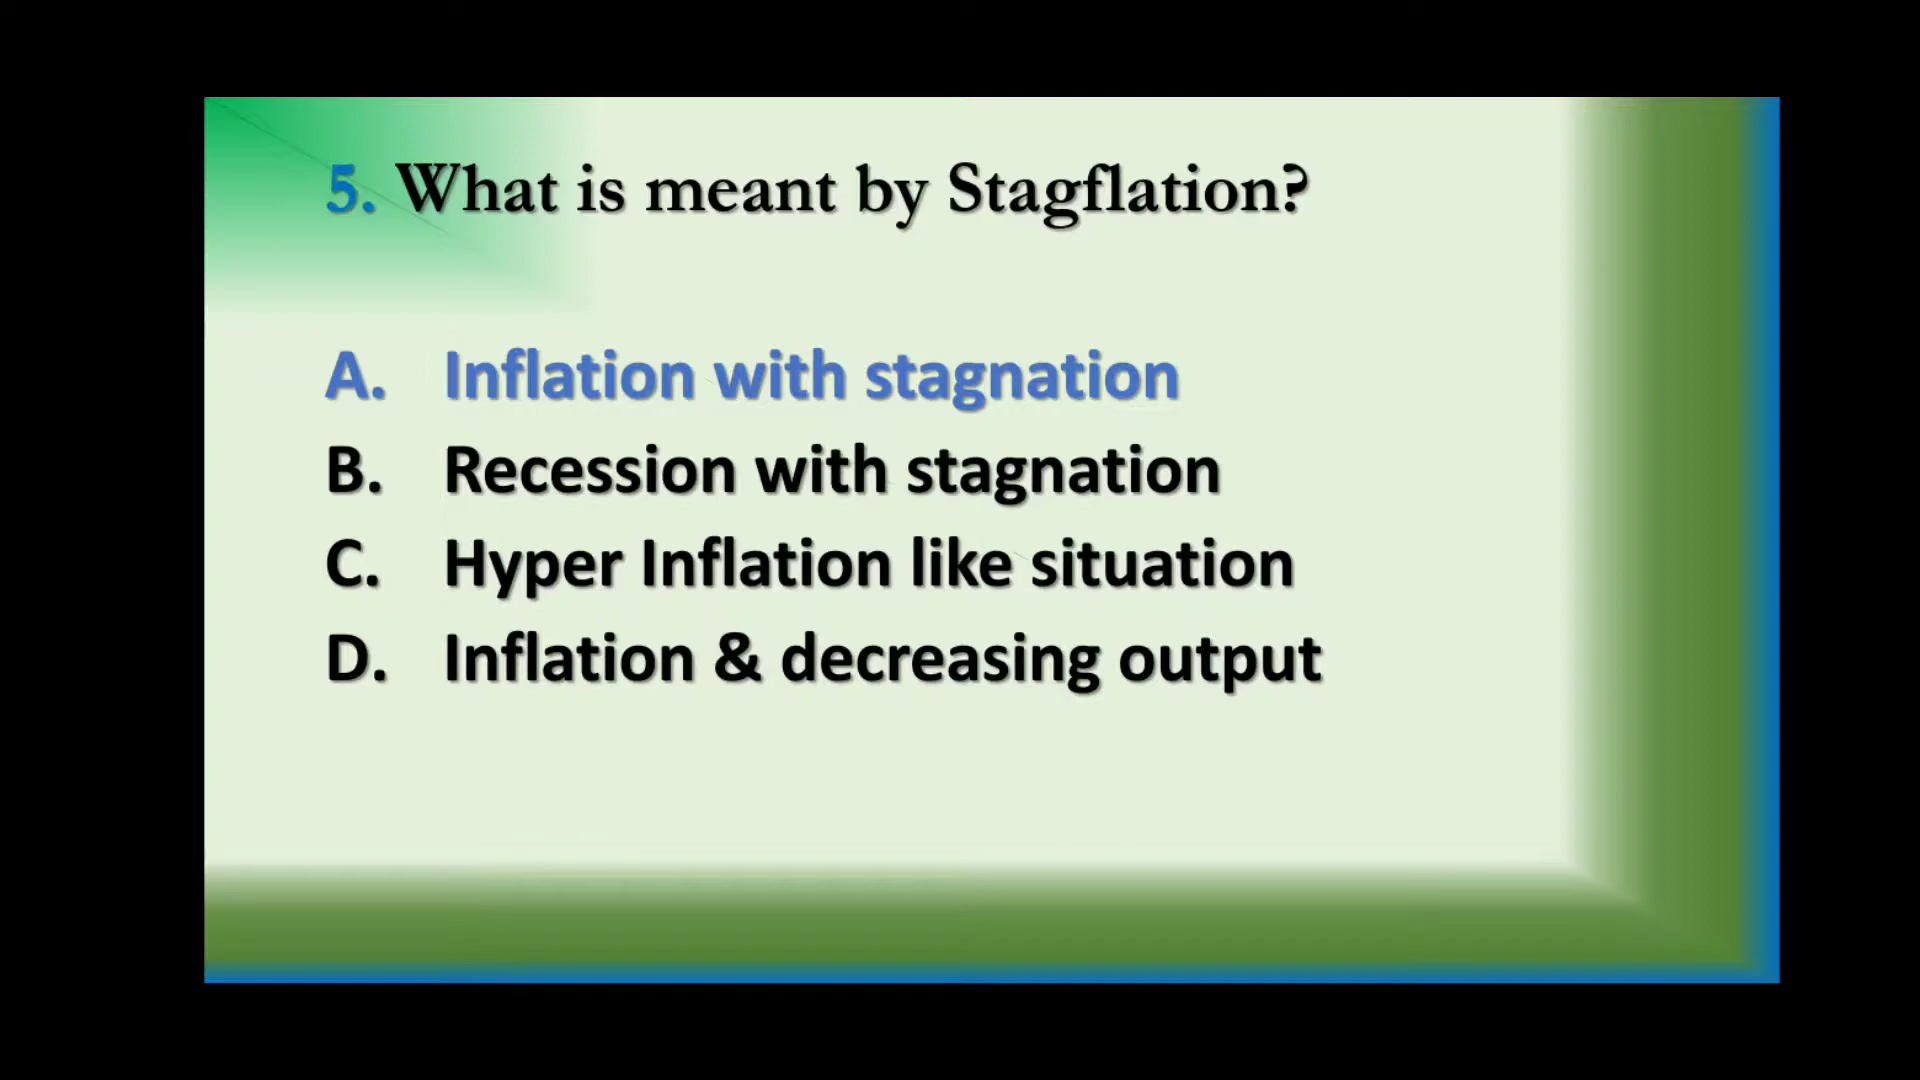 5. What is meant by Stagflation?
A. Inflation with stagnation
B. Recession with stagnation
C. Hyper Inflation like situation
D. Inflation & decreasing output